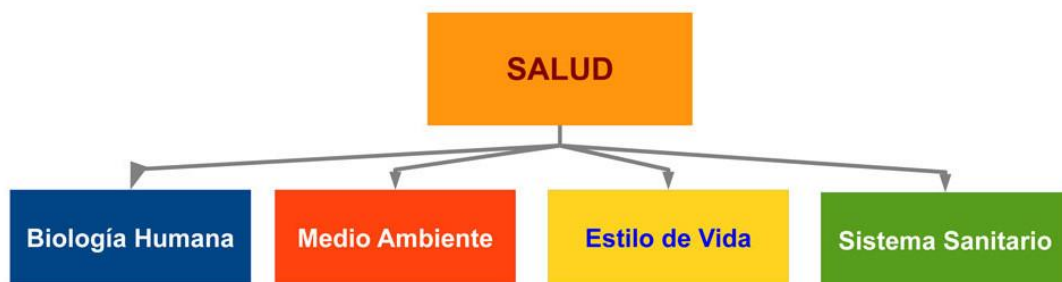 SALUD
Biología Humana
Medio Ambiente
Estilo de Vida
Sistema Sanitario